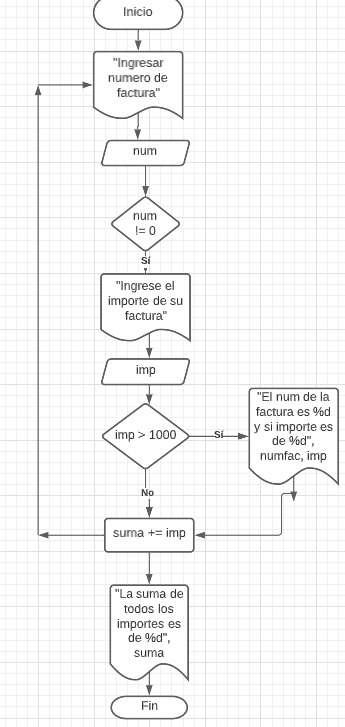 Inicio
"Ingresar
numero de
factura"
num
num
!= 0
Sí
"Ingrese el
importe de su
factura"
imp
imp > 1000
Sí
"El num de la
factura es %d
y si importe es
de %d",
numfac, imp
No
suma += imp
"La suma de
todos los
importes es
de %d",
suma
Fin